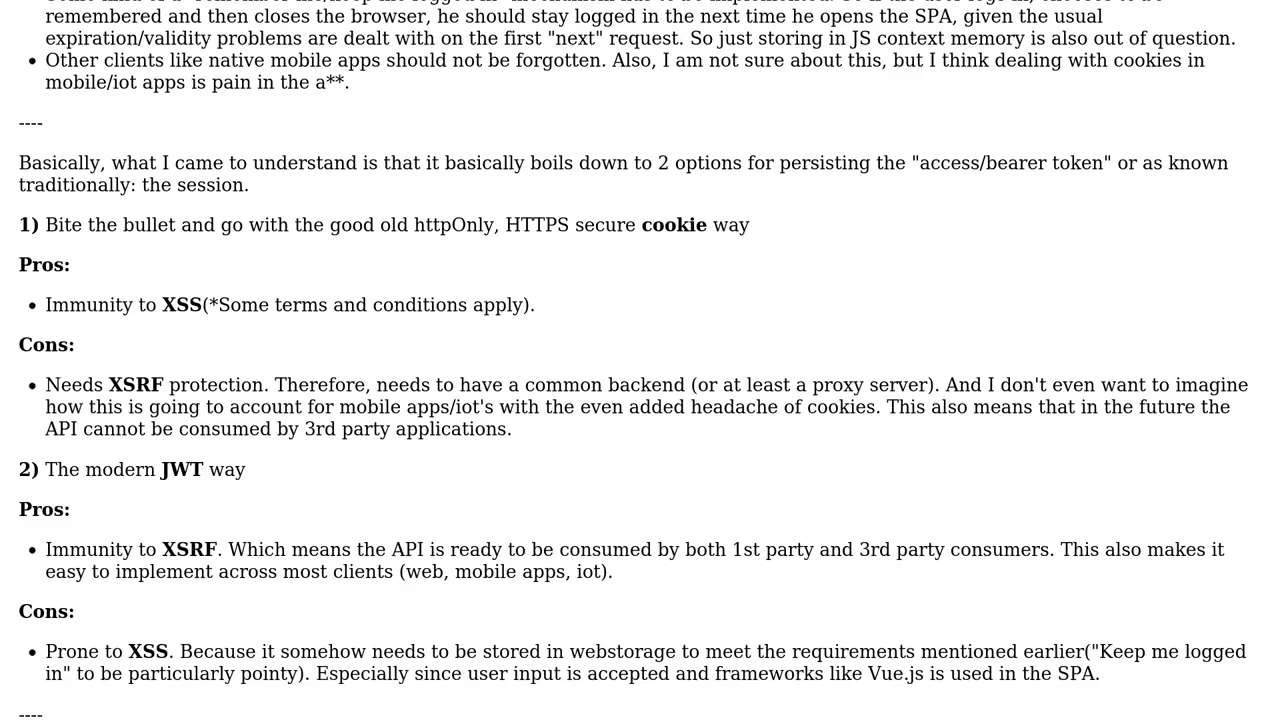 remembered and then closes the browser, he should stay logged in the next time he opens the SPA, given the usual
expiration/validity problems are dealt with on the first "next" request. So just storing in JS context memory is also out of question.
• Other clients like native mobile apps should not be forgotten. Also, I am not sure about this, but I think dealing with cookies in
mobile/iot apps is pain in the a**.
----
Basically, what I came to understand is that it basically boils down to 2 options for persisting the "access/bearer token" or as known
traditionally: the session.
1) Bite the bullet and go with the good old httpOnly, HTTPS secure cookie way
Pros:
• Immunity to XSS(*Some terms and conditions apply).
Cons:
• Needs XSRF protection. Therefore, needs to have a common backend (or at least a proxy server). And I don't even want to imagine
how this is going to account for mobile apps/iot's with the even added headache of cookies. This also means that in the future the
API cannot be consumed by 3rd party applications.
2) The modern JWT way
Pros:
• Immunity to XSRF. Which means the API is ready to be consumed by both 1st party and 3rd party consumers. This also makes it
easy to implement across most clients (web, mobile apps, iot).
Cons:
• Prone to XSS. Because it somehow needs to be stored in webstorage to meet the requirements mentioned earlier("Keep me logged
in" to be particularly pointy). Especially since user input is accepted and frameworks like Vue.js is used in the SPA.
----